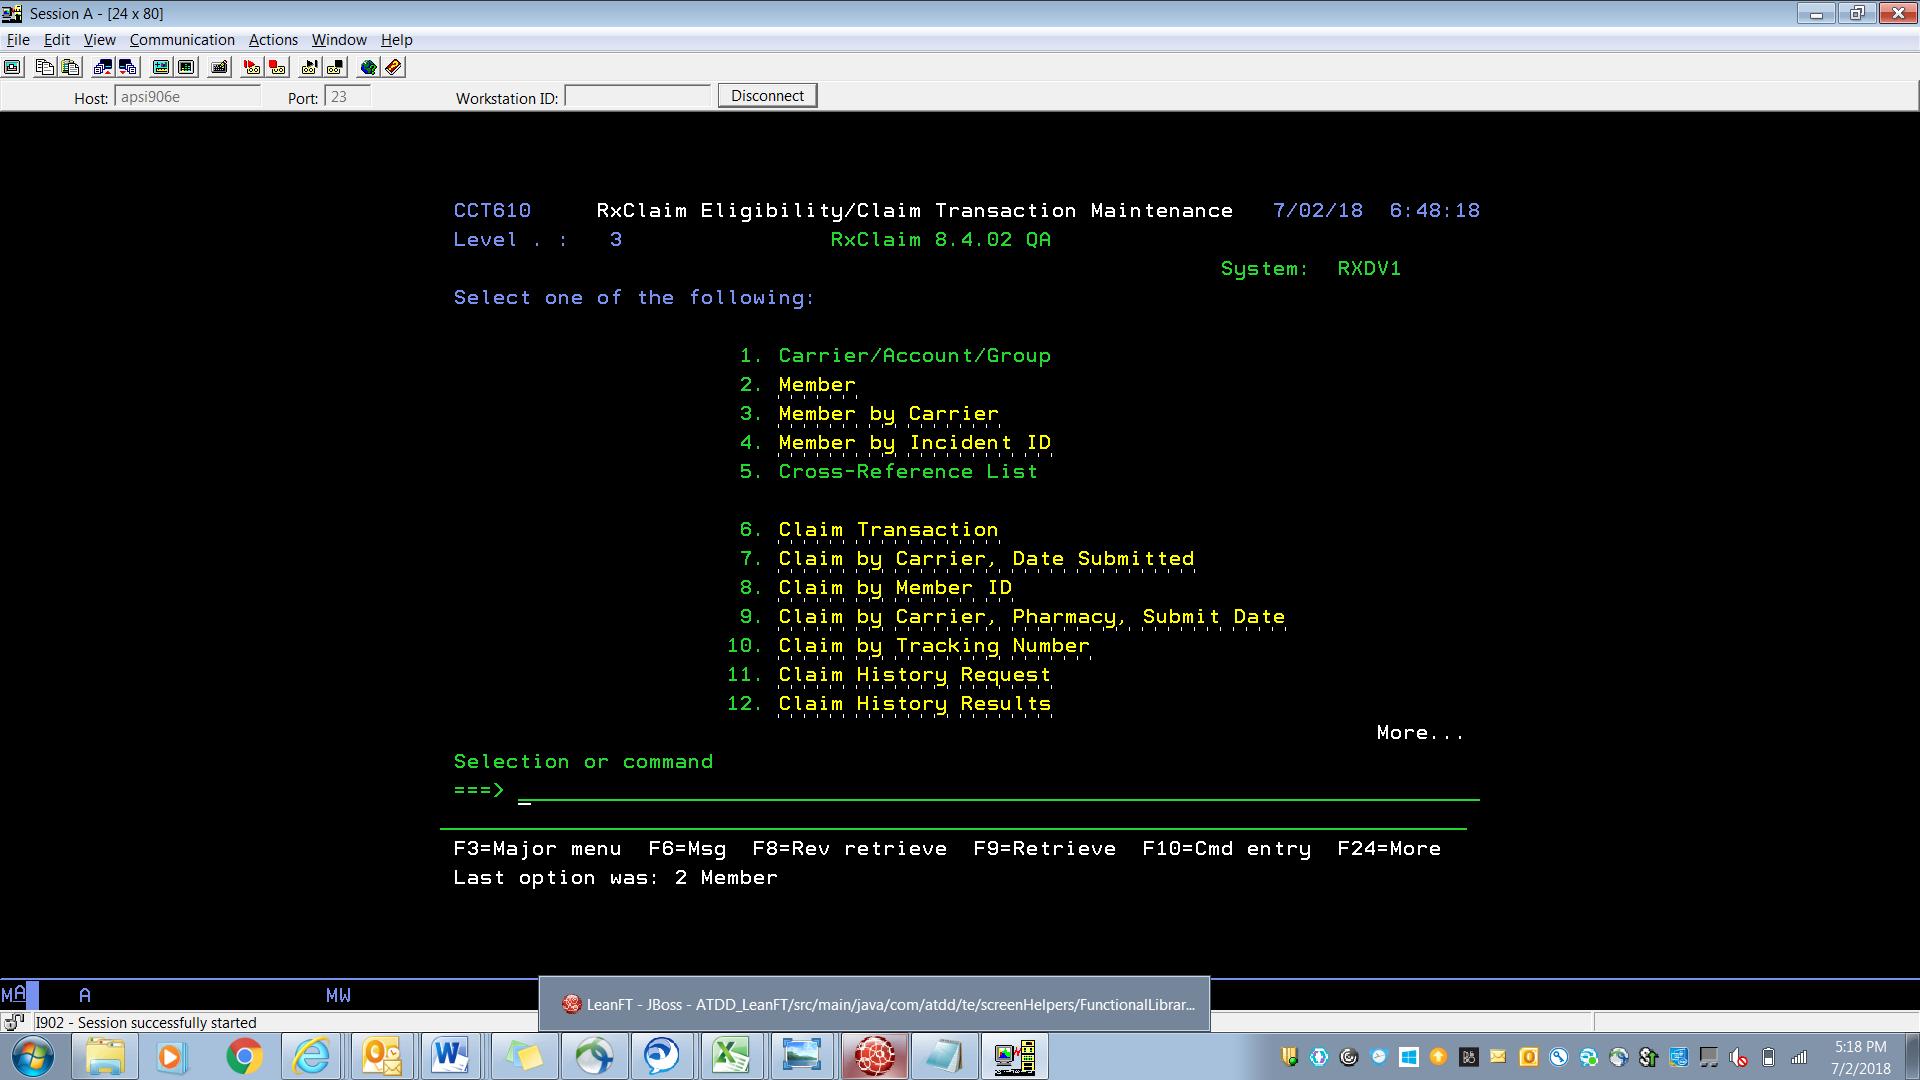 Session A - [24 x 80]
File Edit View Communication Actions Window Help
Host: apsi906e Port: 23 Workstation ID: Disconnect
CCT610 RxClaim Eligibility/Claim Transaction Maintenance 7/02/18 6:48:18
Level . : 3 RxClaim 8.4.02 QA
System: RXDV1
Select one of the following:
1. Carrier/Account/Group
2. Member
3. Member by Carrier
4. Member by Incident ID
5. Cross-Reference List
6. Claim Transaction
7. Claim by Carrier, Date Submitted
8. Claim by Member ID
9. Claim by Carrier, Pharmacy, Submit Date
10. Claim by Tracking Number
11. Claim History Request
12. Claim History Results
More...
Selection or command
===>
F3=Major menu F6=Msg F8=Rev retrieve F9=Retrieve F10=Cmd entry F24=More
Last option was: 2 Member
MA A MW
LeanFT - JBoss - ATDD_LeanFT/src/main/java/com/atdd/te/screenHelpers/FunctionalLibrar...
I902 - Session successfully started
5:18 PM
7/2/2018